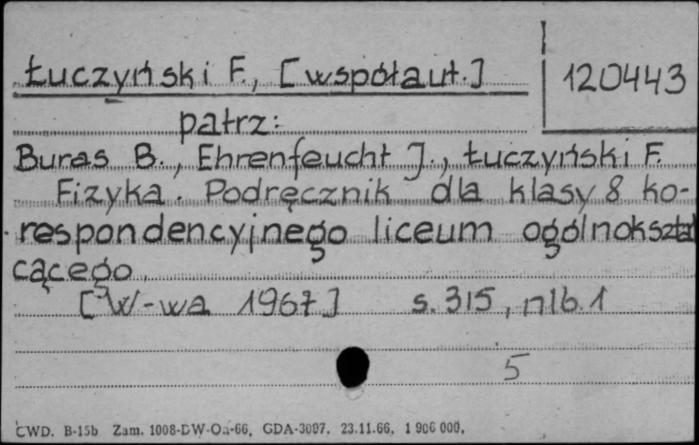 Łuczyński F., [współaut.]
120443
patrz:
Buras B., Ehrenfeucht J., Łuczyński F.
Fizyka. Podręcznik dla klasy 8 ko-
respondencyjnego liceum ogólnokształ
cącego.
[W-wa 1967] s. 315, nlb. 1
5
CWD. B-15b Zam. 1008-DW-Oa-66, GDA-3097, 23.11.66, 1 906 000,